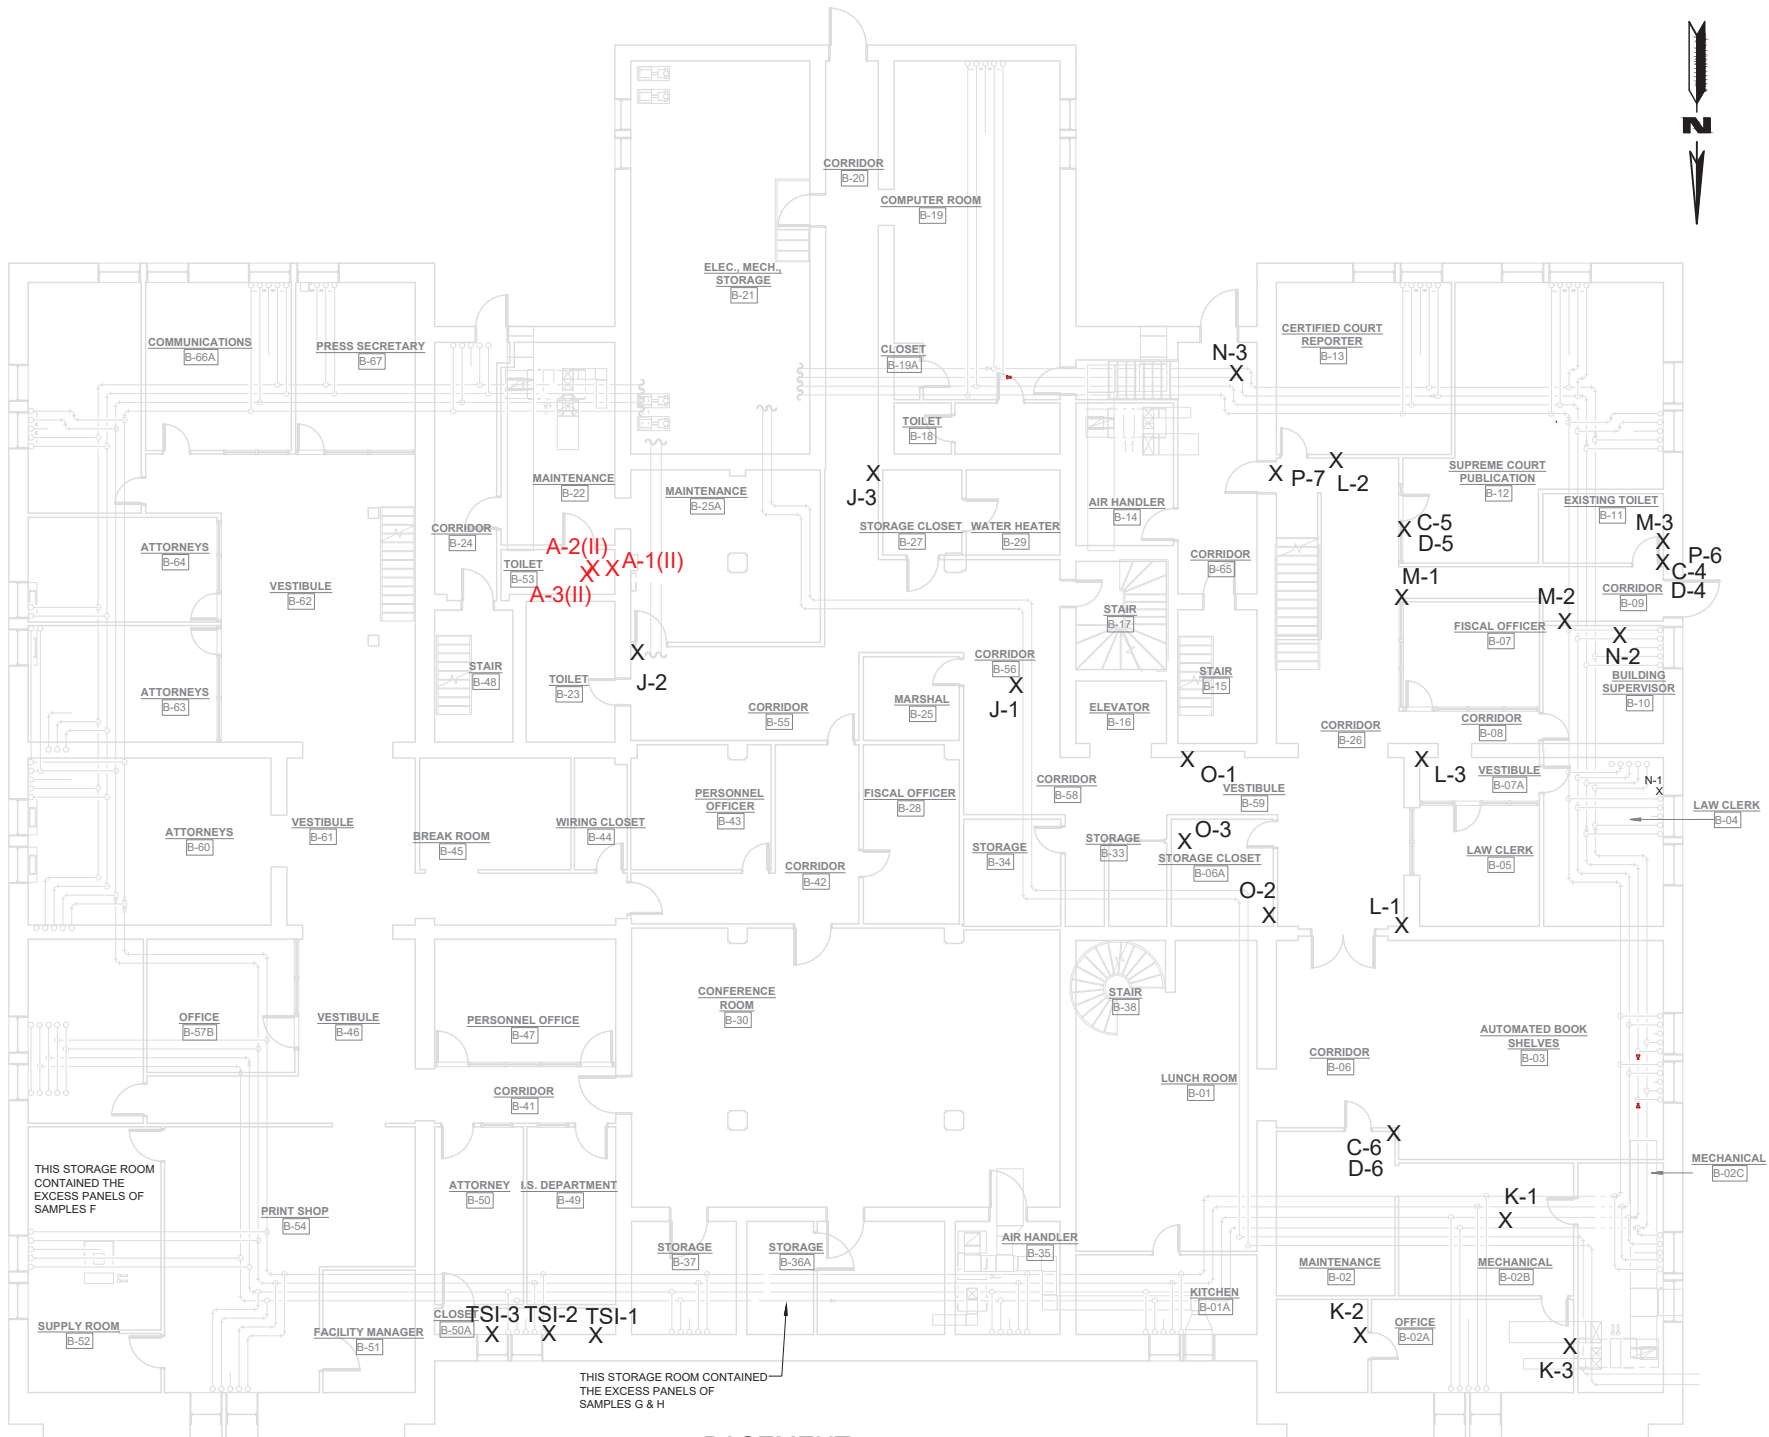 N
CORRIDOR
B-20
COMPUTER ROOM
B-19
ELEC., MECH.,
STORAGE
B-21
COMMUNICATIONS
B-66A
PRESS SECRETARY
B-67
CLOSET
B-19A
N-3
X
CERTIFIED COURT
REPORTER
B-13
TOILET
B-18
MAINTENANCE
B-22
MAINTENANCE
B-25A
X
J-3
X
P-7
X
L-2
SUPREME COURT
PUBLICATION
B-12
EXISTING TOILET
B-11
AIR HANDLER
B-14
STORAGE CLOSET
B-27
WATER HEATER
B-29
CORRIDOR
B-24
X
C-5
D-5
M-3
X
X
P-6
C-4
D-4
ATTORNEYS
B-64
A-2(II)
X
X
A-1(II)
X
A-3(II)
TOILET
B-53
CORRIDOR
B-65
VESTIBULE
B-62
M-1
X
M-2
X
CORRIDOR
B-09
STAIR
B-17
FISCAL OFFICER
B-07
X
N-2
X
J-2
STAIR
B-48
TOILET
B-23
CORRIDOR
B-56
X
J-1
STAIR
B-15
BUILDING
SUPERVISOR
B-10
ATTORNEYS
B-63
MARSHAL
B-25
CORRIDOR
B-55
ELEVATOR
B-16
CORRIDOR
B-26
CORRIDOR
B-08
X
O-1
X
L-3
VESTIBULE
B-07A
N-1
X
CORRIDOR
B-58
VESTIBULE
B-59
PERSONNEL
OFFICER
B-43
FISCAL OFFICER
B-28
LAW CLERK
B-04
ATTORNEYS
B-60
VESTIBULE
B-61
BREAK ROOM
B-45
WIRING CLOSET
B-44
STORAGE
B-34
STORAGE
B-33
X
O-3
STORAGE CLOSET
B-06A
LAW CLERK
B-05
CORRIDOR
B-42
O-2
X
L-1
X
CONFERENCE
ROOM
B-30
STAIR
B-38
OFFICE
B-57B
VESTIBULE
B-46
PERSONNEL OFFICE
B-47
AUTOMATED BOOK
SHELVES
B-03
CORRIDOR
B-06
LUNCH ROOM
B-01
CORRIDOR
B-41
X
C-6
D-6
MECHANICAL
B-02C
THIS STORAGE ROOM
CONTAINED THE
EXCESS PANELS OF
SAMPLES F
ATTORNEY
B-50
I.S. DEPARTMENT
B-49
PRINT SHOP
B-54
K-1
X
STORAGE
B-37
STORAGE
B-36A
AIR HANDLER
B-35
MAINTENANCE
B-02
MECHANICAL
B-02B
KITCHEN
B-01A
CLOSET
B-50A
TSI-3
X
TSI-2
X
TSI-1
X
SUPPLY ROOM
B-52
FACILITY MANAGER
B-51
K-2
X
OFFICE
B-02A
X
K-3
THIS STORAGE ROOM CONTAINED
THE EXCESS PANELS OF
SAMPLES G & H